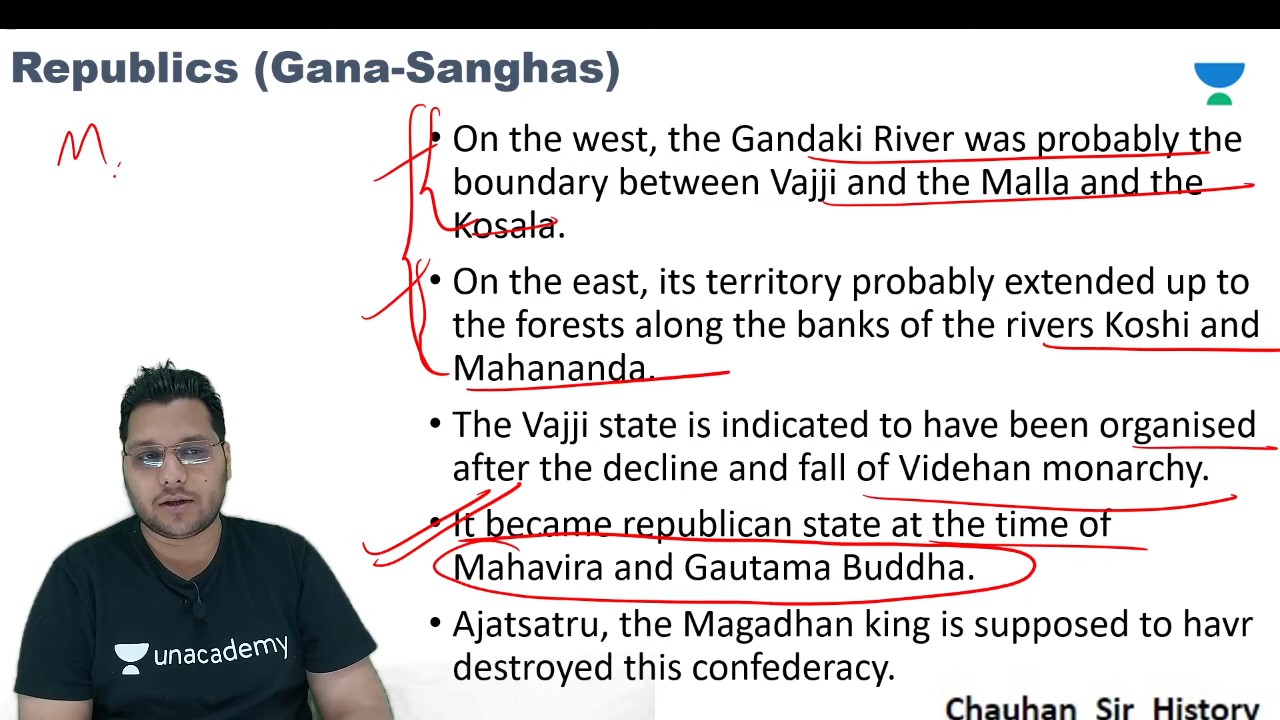 Republics (Gana-Sanghas)
M
• On the west, the Gandaki River was probably the
boundary between Vajji and the Malla and the
Kosala.
• On the east, its territory probably extended up to
the forests along the banks of the rivers Koshi and
Mahananda.
• The Vajji state is indicated to have been organised
after the decline and fall of Videhan monarchy.
• It became republican state at the time of
Mahavira and Gautama Buddha.
• Ajatsatru, the Magadhan king is supposed to havr
destroyed this confederacy.
unacademy
Chauhan Sir History